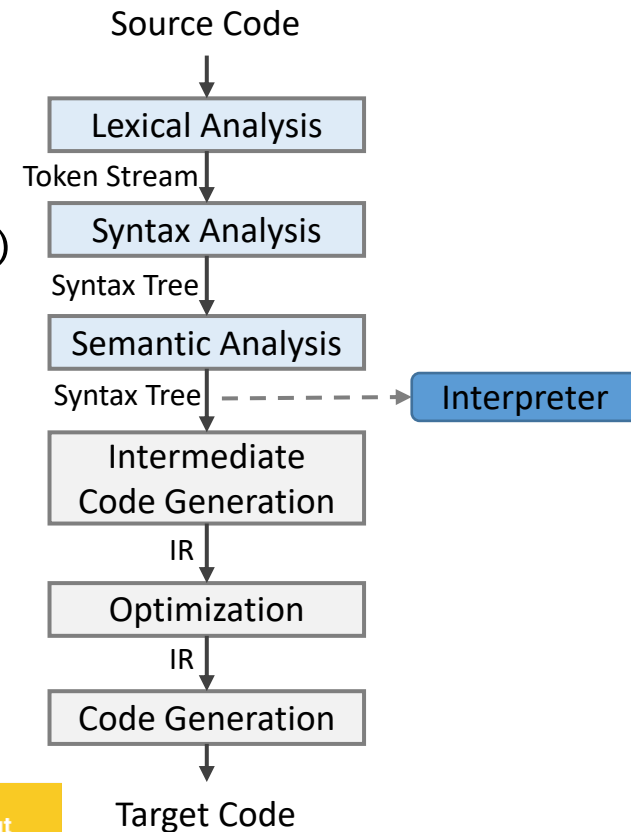 Source Code
Lexical Analysis
Token Stream
Syntax Analysis
)
Syntax Tree
Semantic Analysis
Syntax Tree
Interpreter
Intermediate
Code Generation
IR
Optimization
IR
Code Generation
Target Code